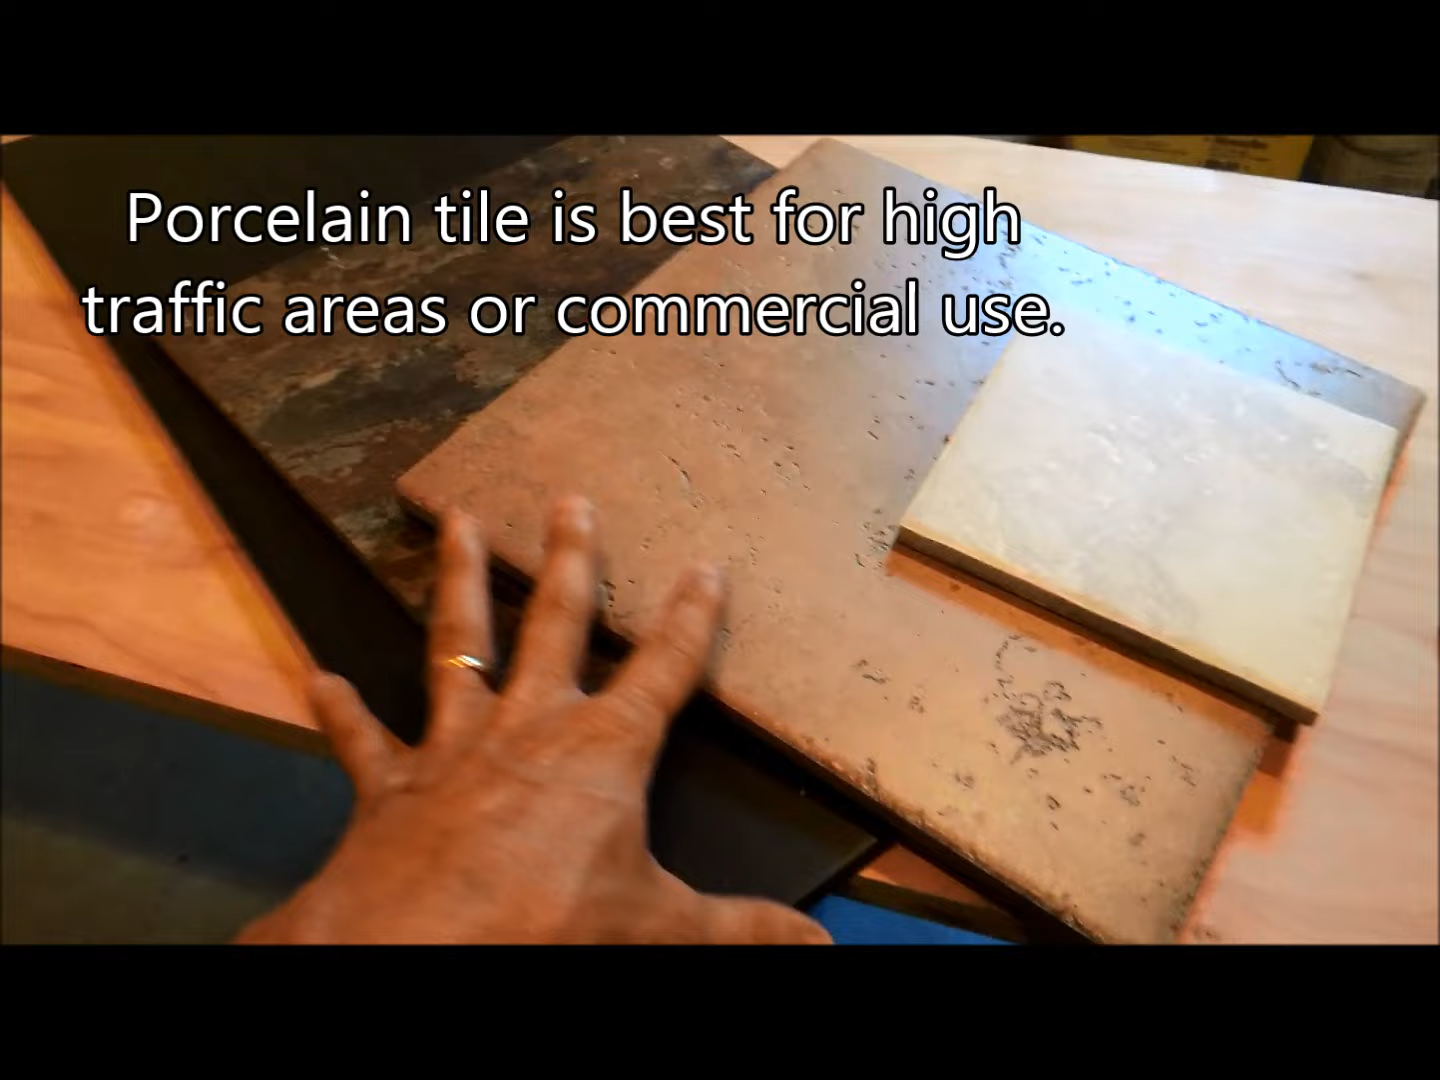 Porcelain tile is best for high
traffic areas or commercial use.